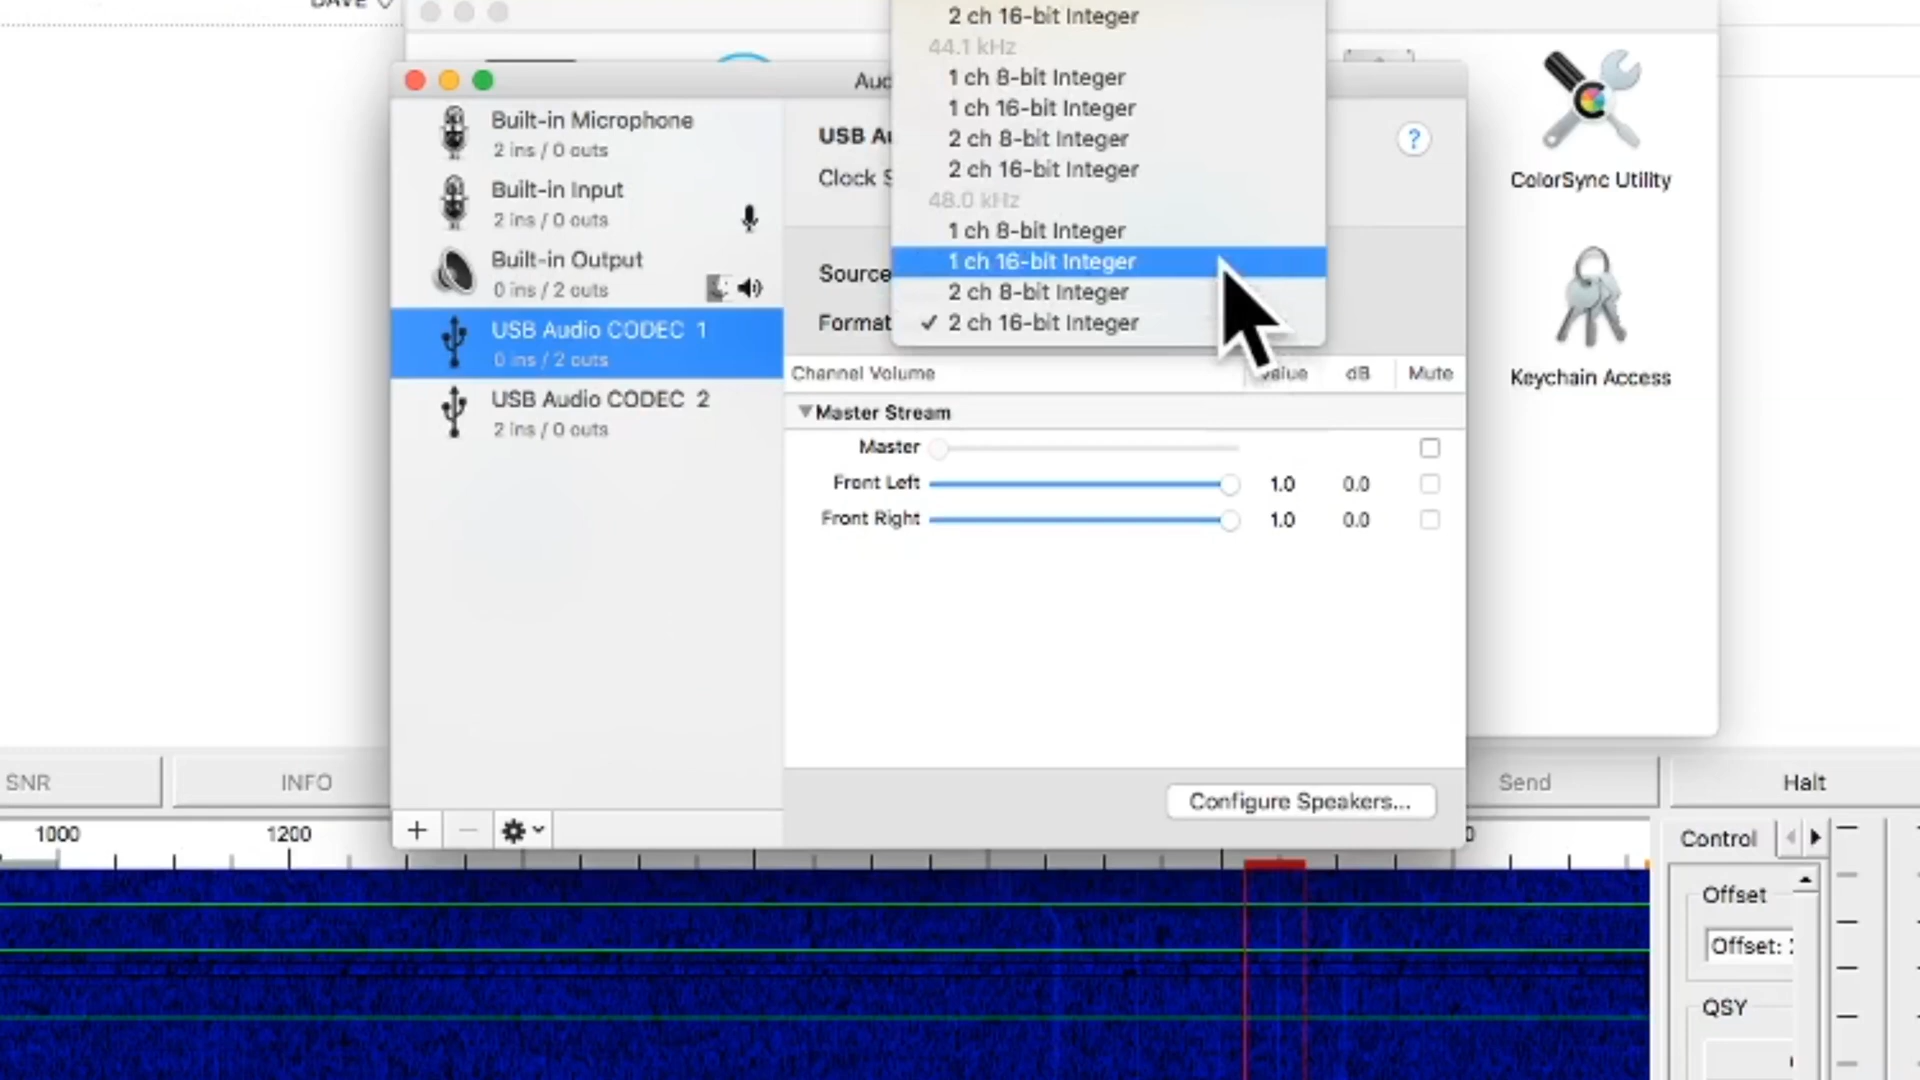 DAVE
2 ch 16-bit Integer
44.1 kHz
1 ch 8-bit Integer
1 ch 16-bit Integer
2 ch 8-bit Integer
2 ch 16-bit Integer
48.0 kHz
1 ch 8-bit Integer
1 ch 16-bit Integer
2 ch 8-bit Integer
✓ 2 ch 16-bit Integer
Built-in Microphone
2 ins / 0 outs
Built-in Input
2 ins / 0 outs
Built-in Output
0 ins / 2 outs
USB Audio CODEC 1
0 ins / 2 outs
USB Audio CODEC 2
2 ins / 0 outs
USB
Clock
?
Source
Format
Channel Volume Value dB Mute
Master Stream
Master
Front Left 1.0 0.0
Front Right 1.0 0.0
Configure Speakers...
ColorSync Utility
Keychain Access
SNR
INFO
Send
Halt
1000
1200
Control
Offset
Offset:
QSY